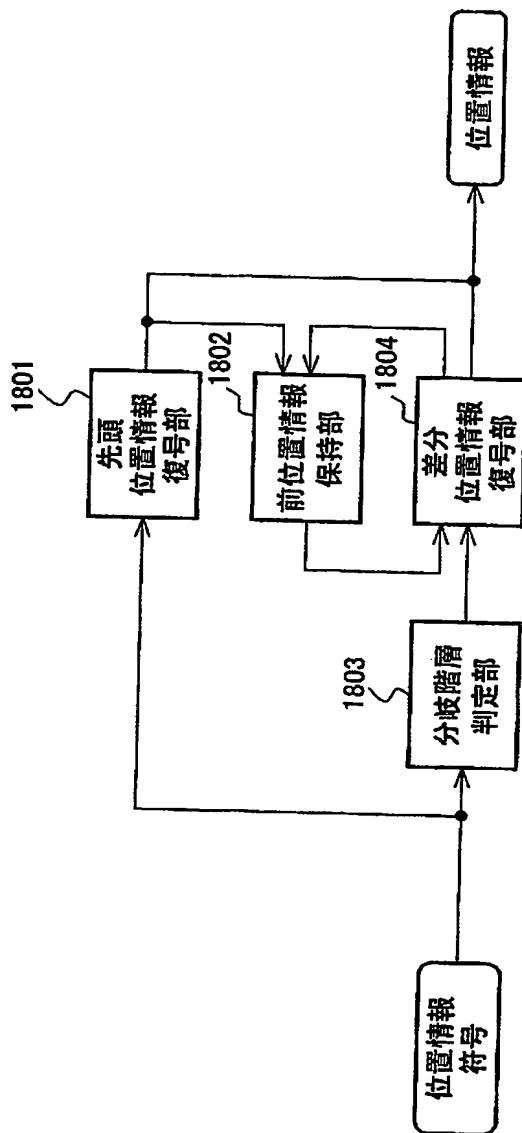 位置情報
符号
1801
先頭
位置情報
復号部
1802
前位置情報
保持部
1803
分岐階層
判定部
1804
差分
位置情報
復号部
位置情報